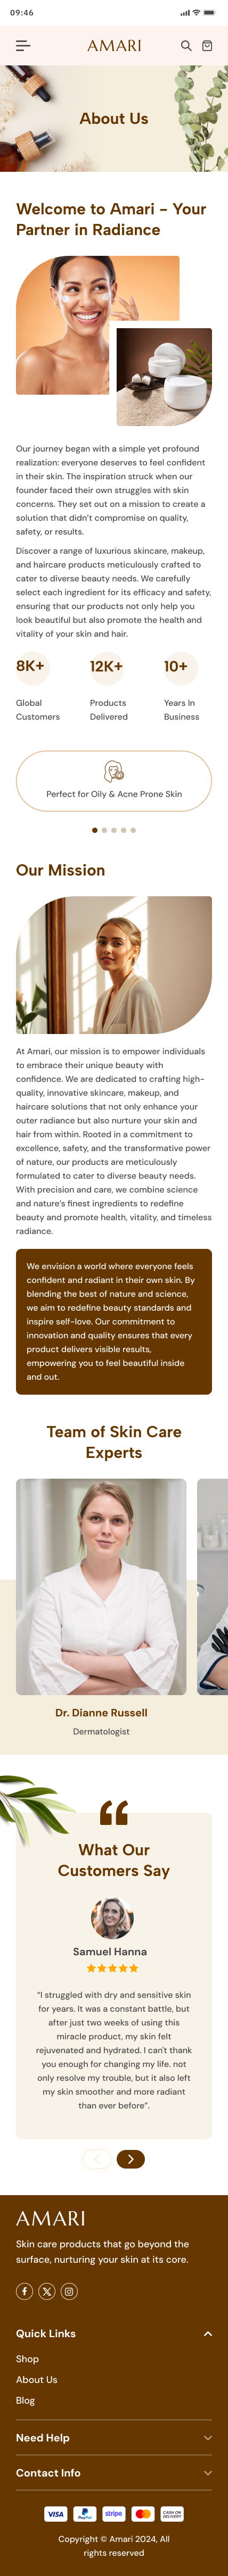 09:46
AMARI
About Us
Welcome to Amari - Your
Partner in Radiance
Our journey began with a simple yet profound
realization: everyone deserves to feel confident
in their skin. The inspiration struck when our
founder faced their own struggles with skin
concerns. They set out on a mission to create a
solution that didn't compromise on quality,
safety, or results.
Discover a range of luxurious skincare, makeup,
and haircare products meticulously crafted to
cater to diverse beauty needs. We carefully
select each ingredient for its efficacy and safety,
ensuring that our products not only help you
look beautiful but also promote the health and
vitality of your skin and hair.
8K+ 12K+ 10+
Global Products Years In
Customers Delivered Business
Perfect for Oily & Acne Prone Skin
Our Mission
At Amari, our mission is to empower individuals
to embrace their unique beauty with
confidence. We are dedicated to crafting high-
quality, innovative skincare, makeup, and
haircare solutions that not only enhance your
outer radiance but also nurture your skin and
hair from within. Rooted in a commitment to
excellence, safety, and the transformative power
of nature, our products are meticulously
formulated to cater to diverse beauty needs.
With precision and care, we combine science
and nature's finest ingredients to redefine
beauty and promote health, vitality, and timeless
radiance.
We envision a world where everyone feels
confident and radiant in their own skin. By
blending the best of nature and science,
we aim to redefine beauty standards and
inspire self-love. Our commitment to
innovation and quality ensures that every
product delivers visible results,
empowering you to feel beautiful inside
and out.
Team of Skin Care
Experts
Dr. Dianne Russell
Dermatologist
What Our
Customers Say
Samuel Hanna
"I struggled with dry and sensitive skin
for years. It was a constant battle, but
after just two weeks of using this
miracle product, my skin felt
rejuvenated and hydrated. I can't thank
you enough for changing my life. not
only resolve my trouble, but it also left
my skin smoother and more radiant
than ever before".
AMARI
Skin care products that go beyond the
surface, nurturing your skin at its core.
Quick Links
Shop
About Us
Blog
Need Help
Contact Info
VISA PayPal stripe mastercard CASH ON DELIVERY
Copyright © Amari 2024, All
rights reserved